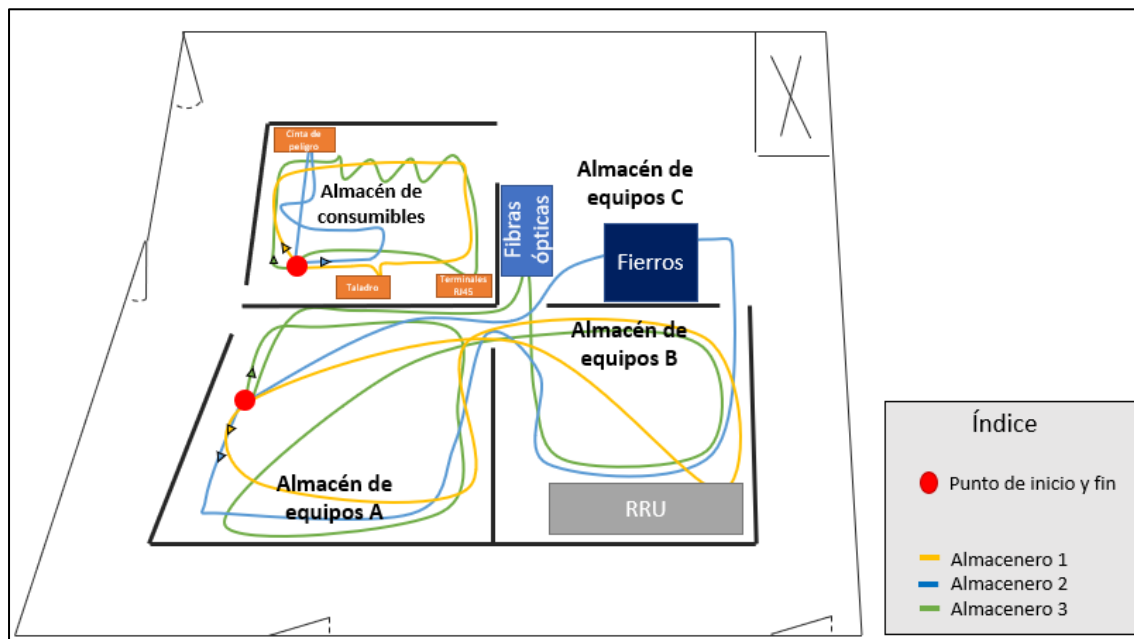 Cinta de
peligro
Almacén de
consumibles
Taladro
Terminales
RJ45
Fibras
ópticas
Almacén de
equipos C
Fierros
Almacén de
equipos B
Almacén de
equipos A
RRU
Índice
Punto de inicio y fin
Almacenero 1
Almacenero 2
Almacenero 3